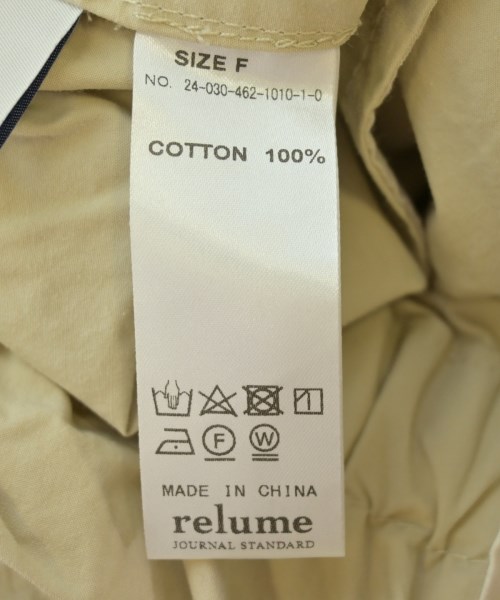 SIZE F
NO. 24-030-462-1010-1-0
COTTON 100%
F W
MADE IN CHINA
relume
JOURNAL STANDARD